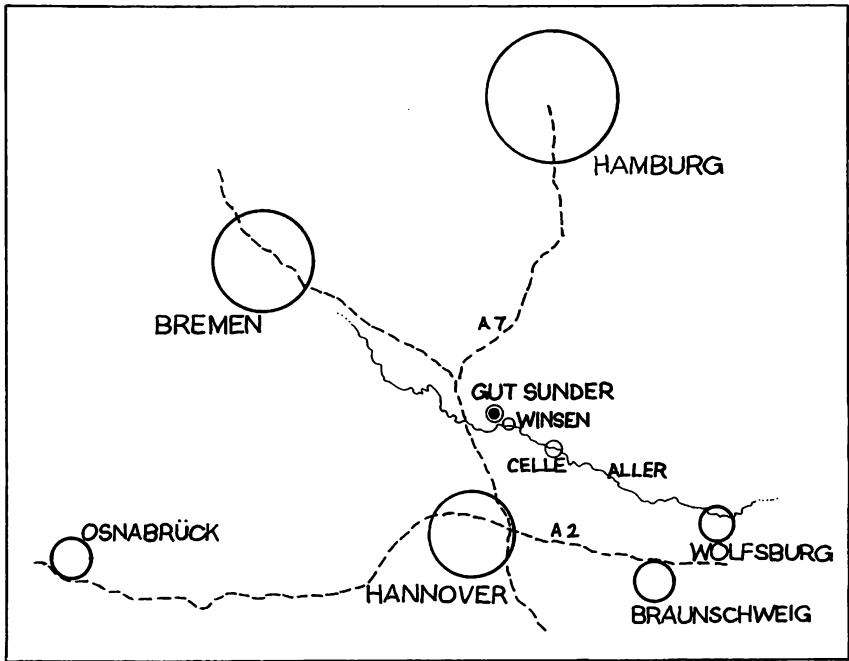 HAMBURG
BREMEN
A 7
GUT SUNDER
WINSEN
CELLE
ALLER
OSNABRÜCK
A 2
WOLFSBURG
HANNOVER
BRAUNSCHWEIG